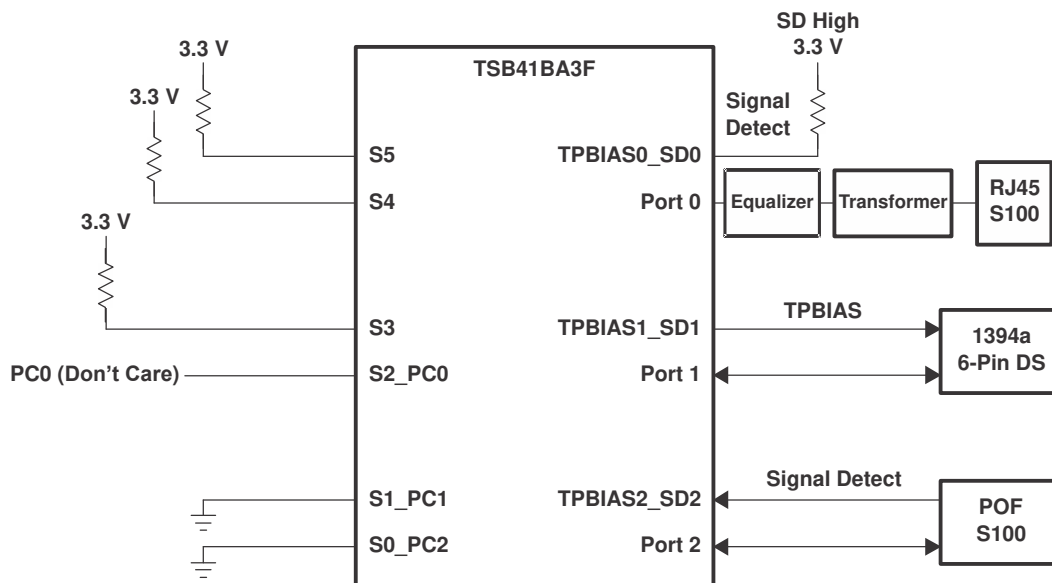 SD High
3.3 V
3.3 V
TSB41BA3F
3.3 V
Signal
Detect
S5
TPBIAS0_SD0
S4
Port 0
Equalizer
Transformer
RJ45
S100
3.3 V
S3
TPBIAS1_SD1
TPBIAS
1394a
6-Pin DS
PC0 (Don't Care)
S2_PC0
Port 1
S1_PC1
TPBIAS2_SD2
Signal Detect
POF
S100
S0_PC2
Port 2